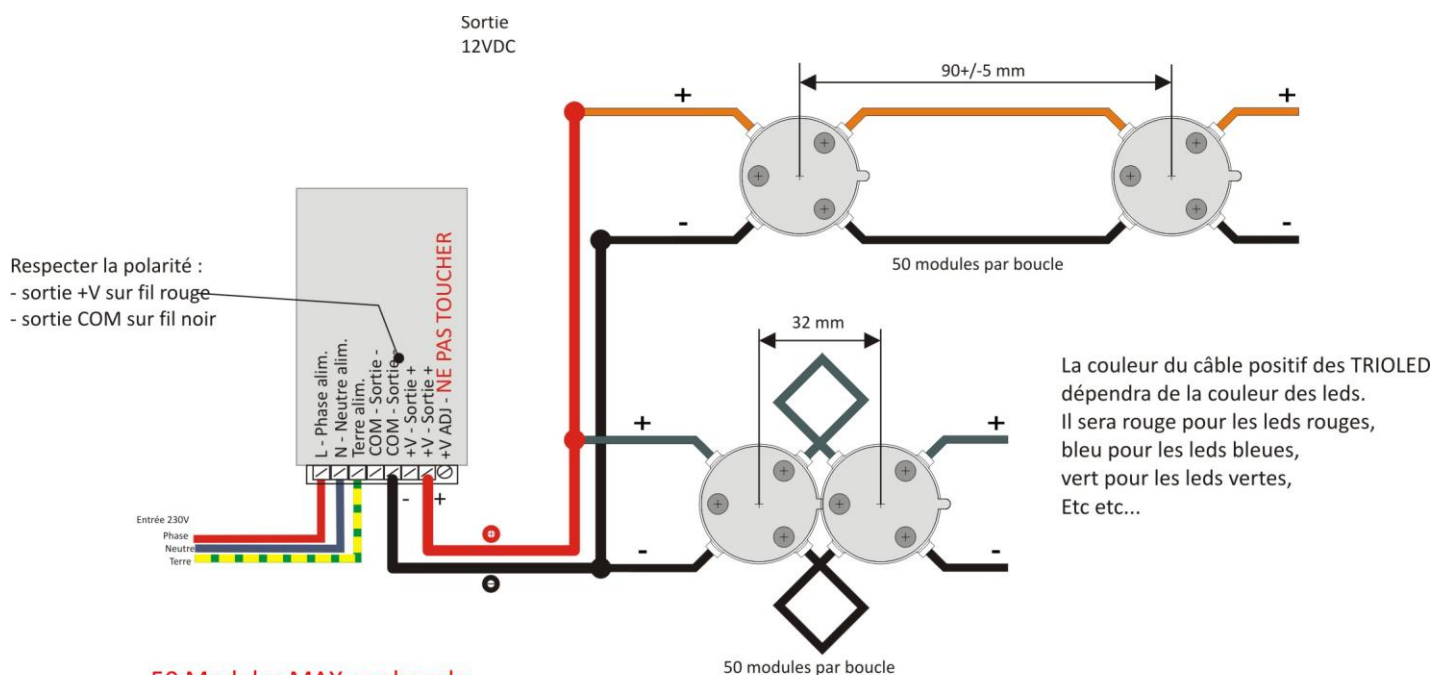 Sortie
12VDC
90+/-5 mm
+
+
-
-
50 modules par boucle
Respecter la polarité :
- sortie +V sur fil rouge
- sortie COM sur fil noir
L - Phase alim.
N - Neutre alim.
Terre alim.
COM - Sortie -
COM - Sortie -
+V - Sortie +
+V - Sortie +
+V ADJ - NE PAS TOUCHER
-
+
Entrée 230V
Phase
Neutre
Terre
32 mm
+
+
-
-
50 modules par boucle
La couleur du câble positif des TRIOLED
dépendra de la couleur des leds.
Il sera rouge pour les leds rouges,
bleu pour les leds bleues,
vert pour les leds vertes,
Etc etc...